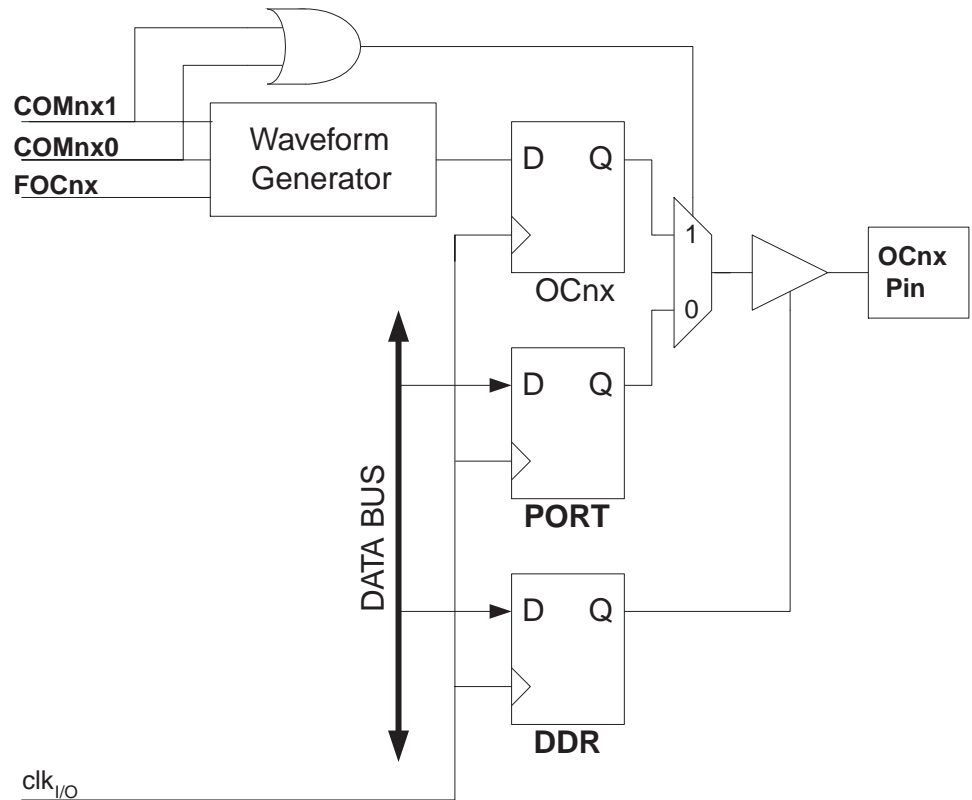 COMnx1
COMnx0
FOCnx
Waveform
Generator
D Q
OCnx
1
0
OCnx
Pin
D Q
PORT
DATA BUS
D Q
DDR
clkI/O